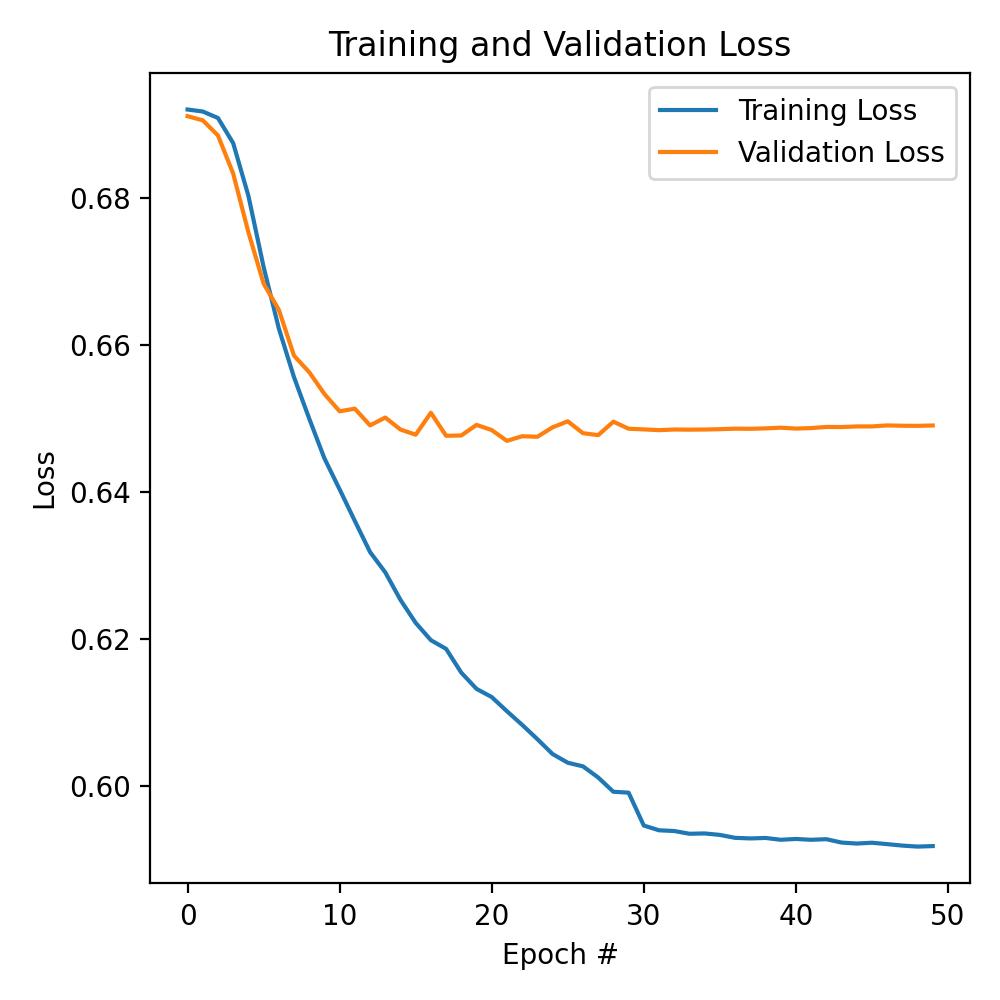 Training and Validation Loss
Training Loss
Validation Loss
Loss
0.68
0.66
0.64
0.62
0.60
0 10 20 30 40 50
Epoch #